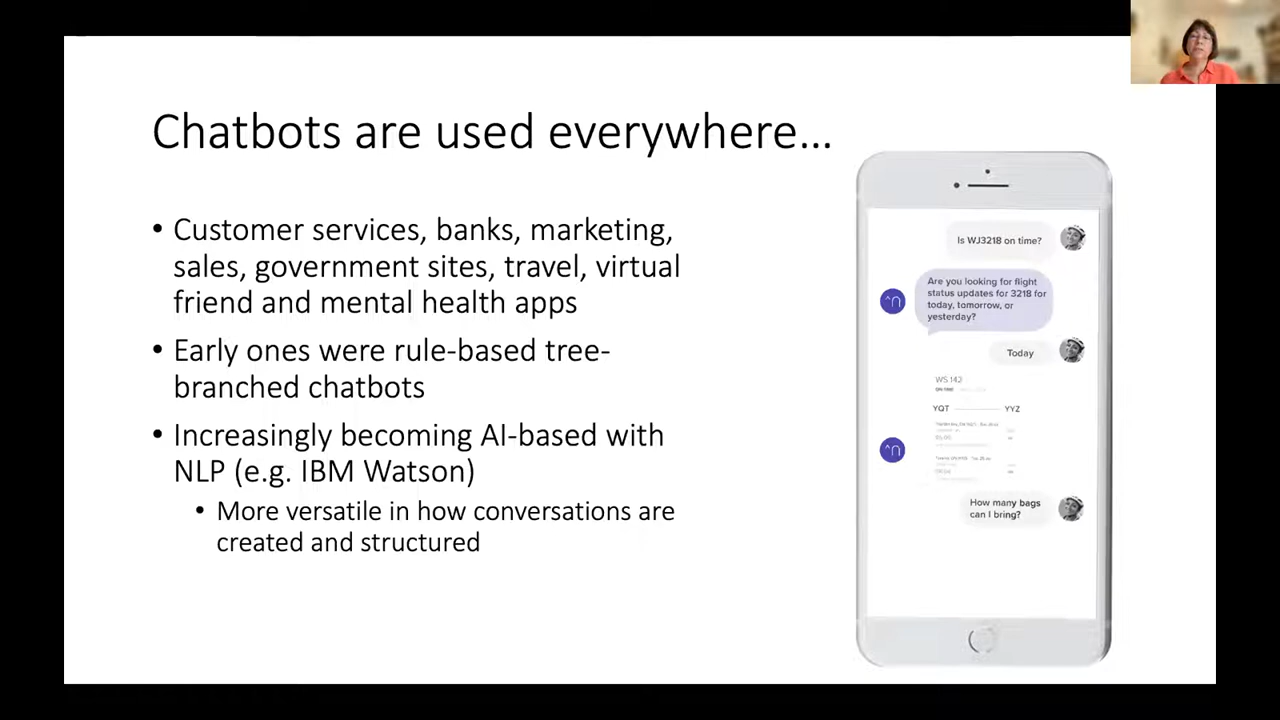 Chatbots are used everywhere...
• Customer services, banks, marketing,
sales, government sites, travel, virtual
friend and mental health apps
• Early ones were rule-based tree-
branched chatbots
• Increasingly becoming AI-based with
NLP (e.g. IBM Watson)
• More versatile in how conversations are
created and structured
Is WJ3218 on time?
Are you looking for flight
status updates for 3218 for
today, tomorrow, or
yesterday?
^n
Today
WS 142
YQT YYZ
^n
How many bags
can I bring?